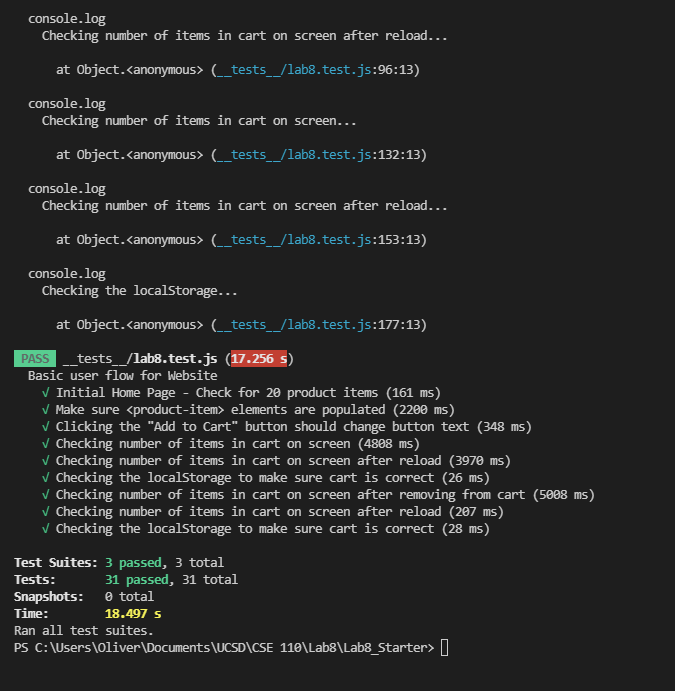 console.log
Checking number of items in cart on screen after reload...
at Object.<anonymous> (__tests__/lab8.test.js:96:13)
console.log
Checking number of items in cart on screen...
at Object.<anonymous> (__tests__/lab8.test.js:132:13)
console.log
Checking number of items in cart on screen after reload...
at Object.<anonymous> (__tests__/lab8.test.js:153:13)
console.log
Checking the localStorage...
at Object.<anonymous> (__tests__/lab8.test.js:177:13)
PASS __tests__/lab8.test.js (17.256 s)
Basic user flow for Website
√ Initial Home Page - Check for 20 product items (161 ms)
√ Make sure <product-item> elements are populated (2200 ms)
√ Clicking the "Add to Cart" button should change button text (348 ms)
√ Checking number of items in cart on screen (4808 ms)
√ Checking number of items in cart on screen after reload (3970 ms)
√ Checking the localStorage to make sure cart is correct (26 ms)
√ Checking number of items in cart on screen after removing from cart (5008 ms)
√ Checking number of items in cart on screen after reload (207 ms)
√ Checking the localStorage to make sure cart is correct (28 ms)
Test Suites: 3 passed, 3 total
Tests: 31 passed, 31 total
Snapshots: 0 total
Time: 18.497 s
Ran all test suites.
PS C:\Users\Oliver\Documents\UCSD\CSE 110\Lab8\Lab8_Starter>